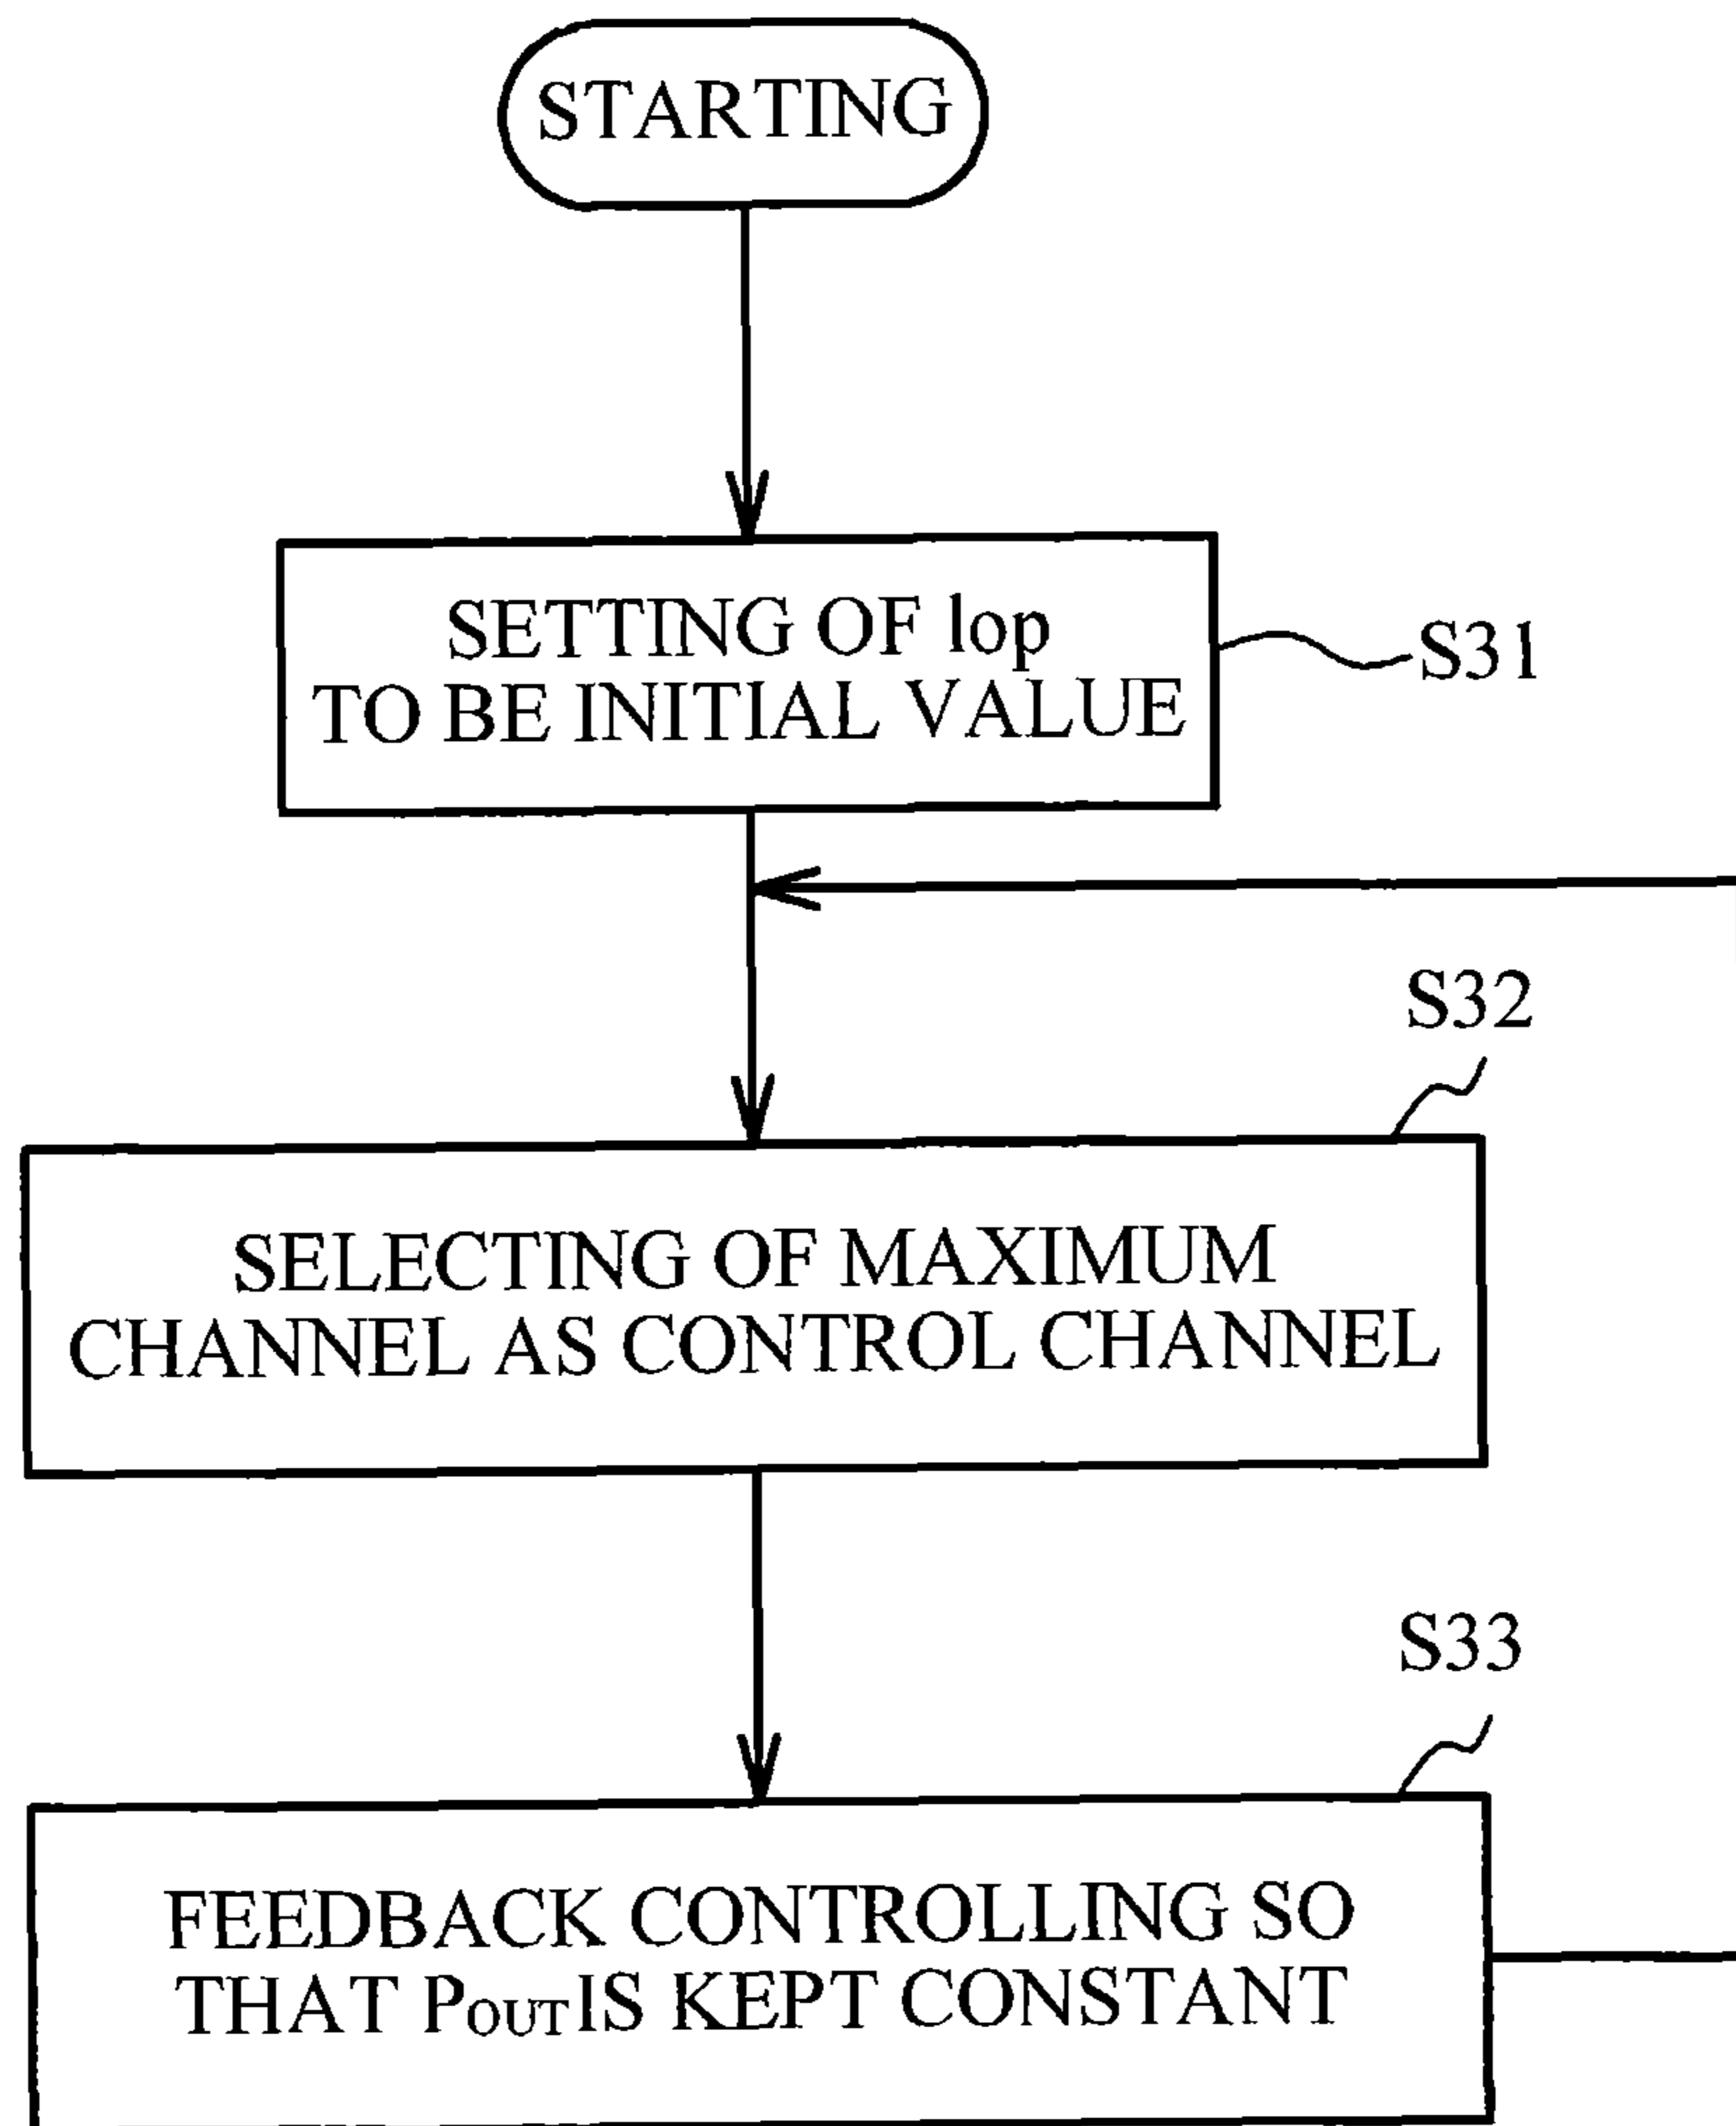 STARTING
SETTING OF lop
TO BE INITIAL VALUE
S31
S32
SELECTING OF MAXIMUM
CHANNEL AS CONTROL CHANNEL
S33
FEEDBACK CONTROLLING SO
THAT POUT IS KEPT CONSTANT